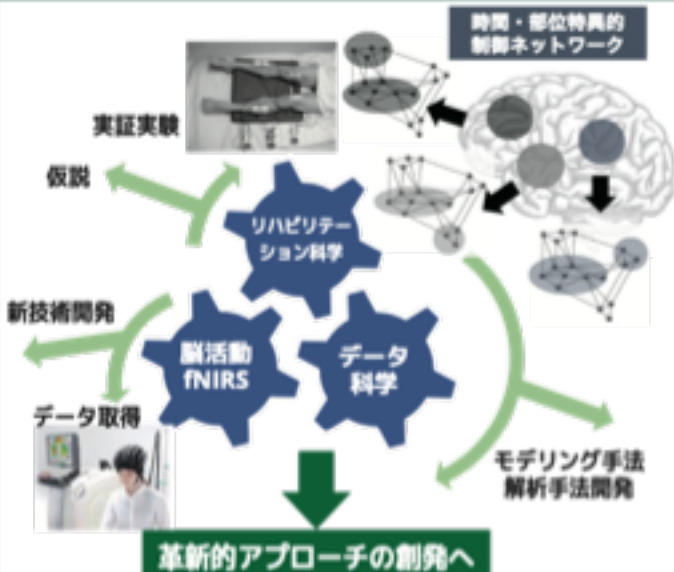 時間・部位特異的
制御ネットワーク
実証実験
仮説
リハビリテー
ション科学
新技術開発
脳活動
fNIRS
データ
科学
データ取得
モデリング手法
解析手法開発
革新的アプローチの創発へ